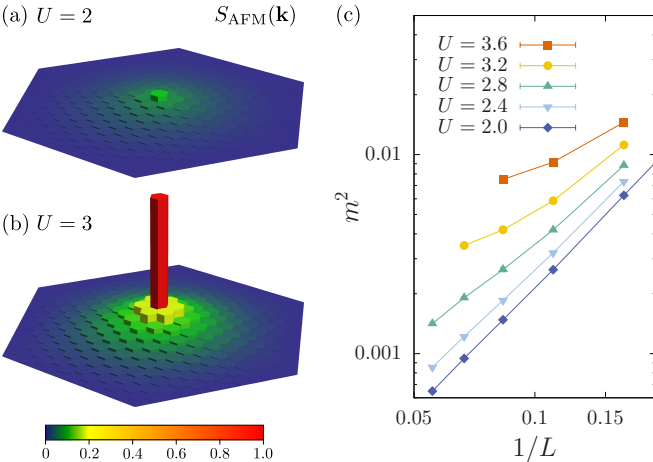 (a) U = 2
S_AFM(k)
(b) U = 3
0 0.2 0.4 0.6 0.8 1.0
(c)
U = 3.6
U = 3.2
U = 2.8
U = 2.4
U = 2.0
0.01
0.001
m²
0.05 0.1 0.15
1/L